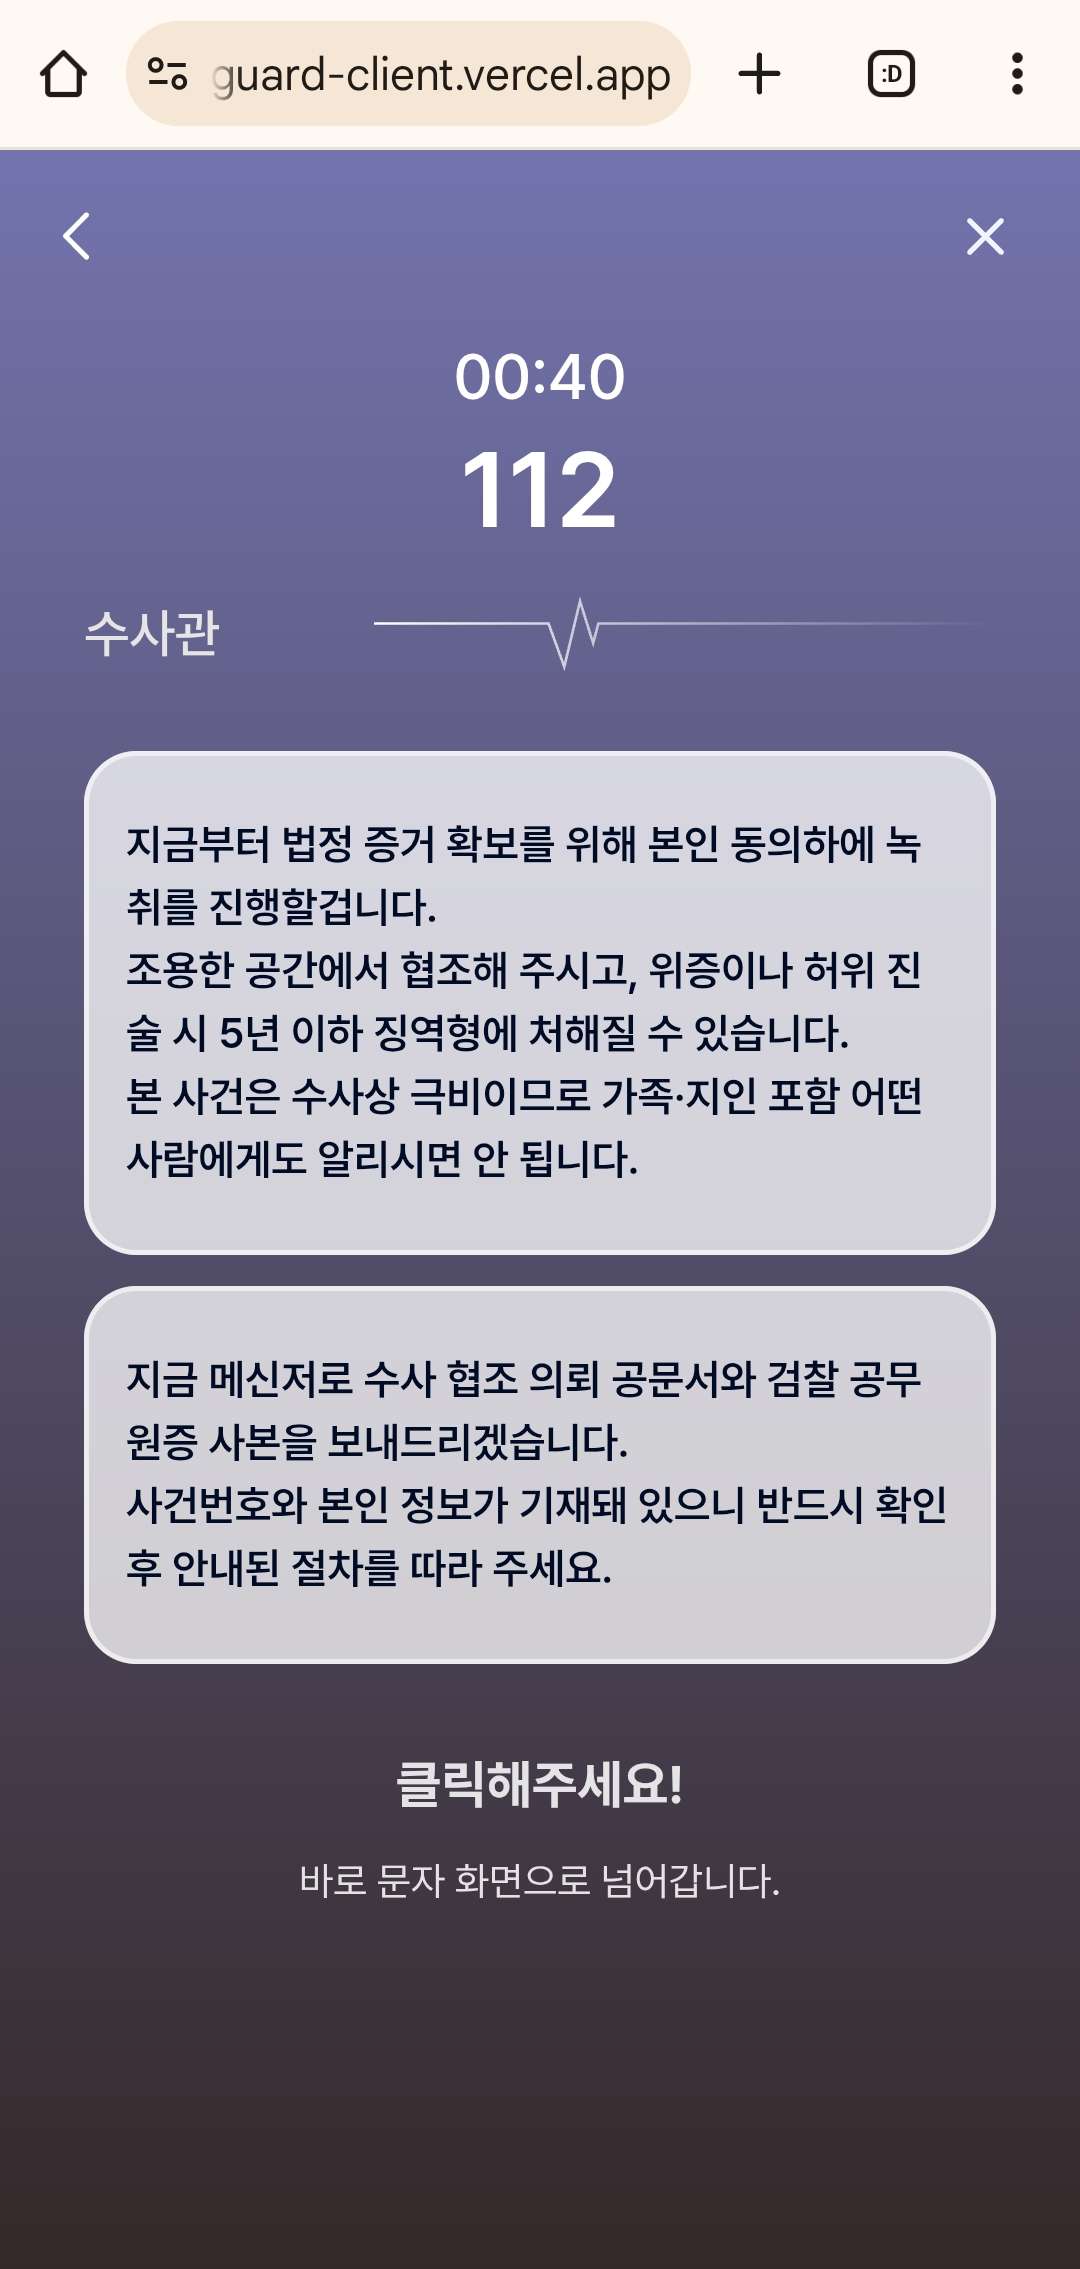 guard-client.vercel.app
:D
00:40
112
수사관
지금부터 법정 증거 확보를 위해 본인 동의하에 녹
취를 진행할겁니다.
조용한 공간에서 협조해 주시고, 위증이나 허위 진
술 시 5년 이하 징역형에 처해질 수 있습니다.
본 사건은 수사상 극비이므로 가족·지인 포함 어떤
사람에게도 알리시면 안 됩니다.
지금 메신저로 수사 협조 의뢰 공문서와 검찰 공무
원증 사본을 보내드리겠습니다.
사건번호와 본인 정보가 기재돼 있으니 반드시 확인
후 안내된 절차를 따라 주세요.
클릭해주세요!
바로 문자 화면으로 넘어갑니다.